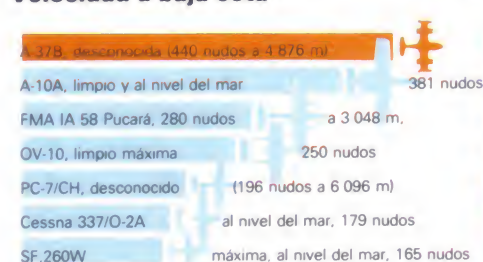 Velocidad a baja cota
A-37B, desconocida (440 nudos a 4 876 m)
A-10A, limpio y al nivel del mar 381 nudos
FMA IA 58 Pucará, 280 nudos a 3 048 m.
OV-10, limpio máxima 250 nudos
PC-7/CH, desconocido (196 nudos a 6 096 m)
Cessna 337/O-2A al nivel del mar, 179 nudos
SF.260W máxima, al nivel del mar, 165 nudos